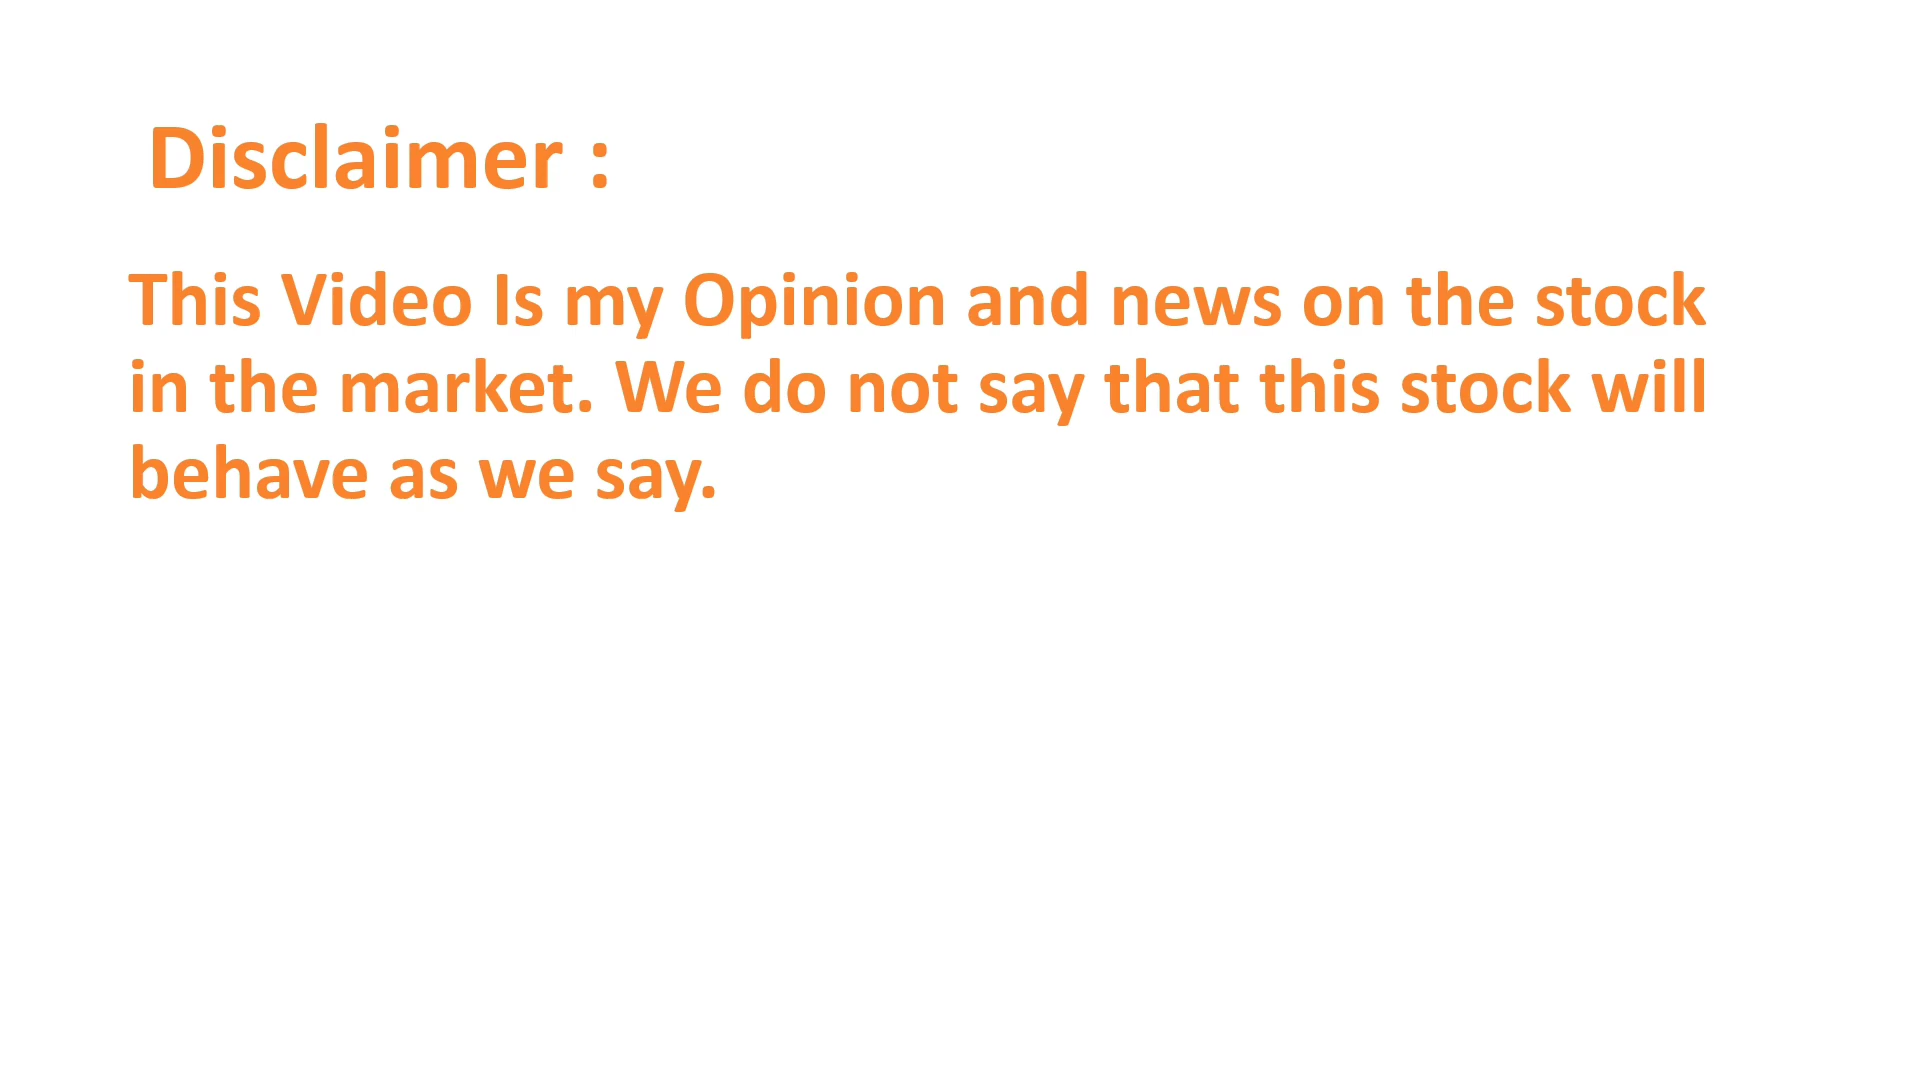 Disclaimer :
This Video Is my Opinion and news on the stock
in the market. We do not say that this stock will
behave as we say.